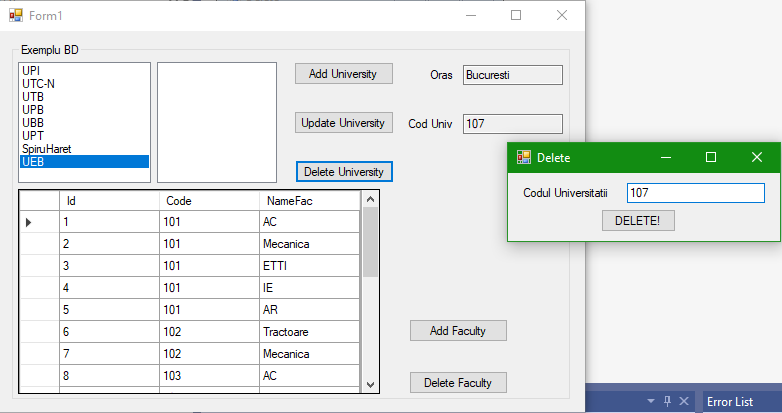 Form1
Exemplu BD
UPI
UTC-N
UTB
UPB
UBB
UPT
SpiruHaret
UEB
Add University
Update University
Delete University
Oras Bucuresti
Cod Univ 107
Delete
Codul Universitatii 107
DELETE!
Id Code NameFac
1 101 AC
2 101 Mecanica
3 101 ETTI
4 101 IE
5 101 AR
6 102 Tractoare
7 102 Mecanica
8 103 AC
Add Faculty
Delete Faculty
Error List